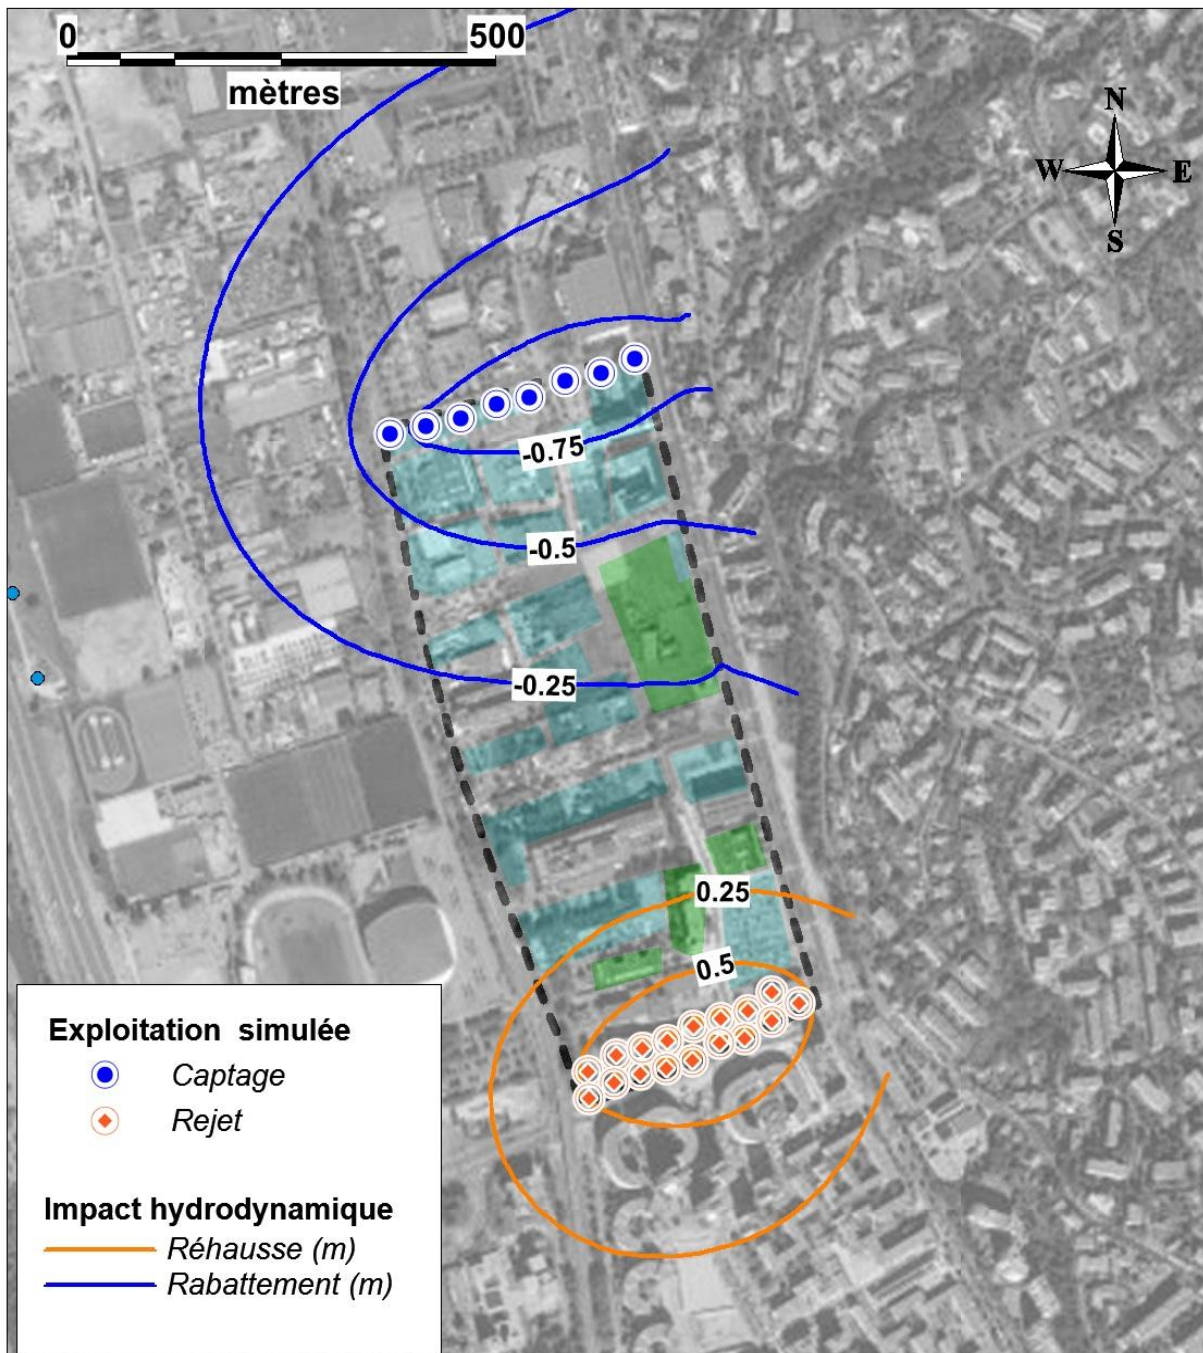 0
500
mètres
N
W
E
S
-0.75
-0.5
-0.25
0.25
0.5
Exploitation simulée
Captage
Rejet
Impact hydrodynamique
Réhausse (m)
Rabattement (m)